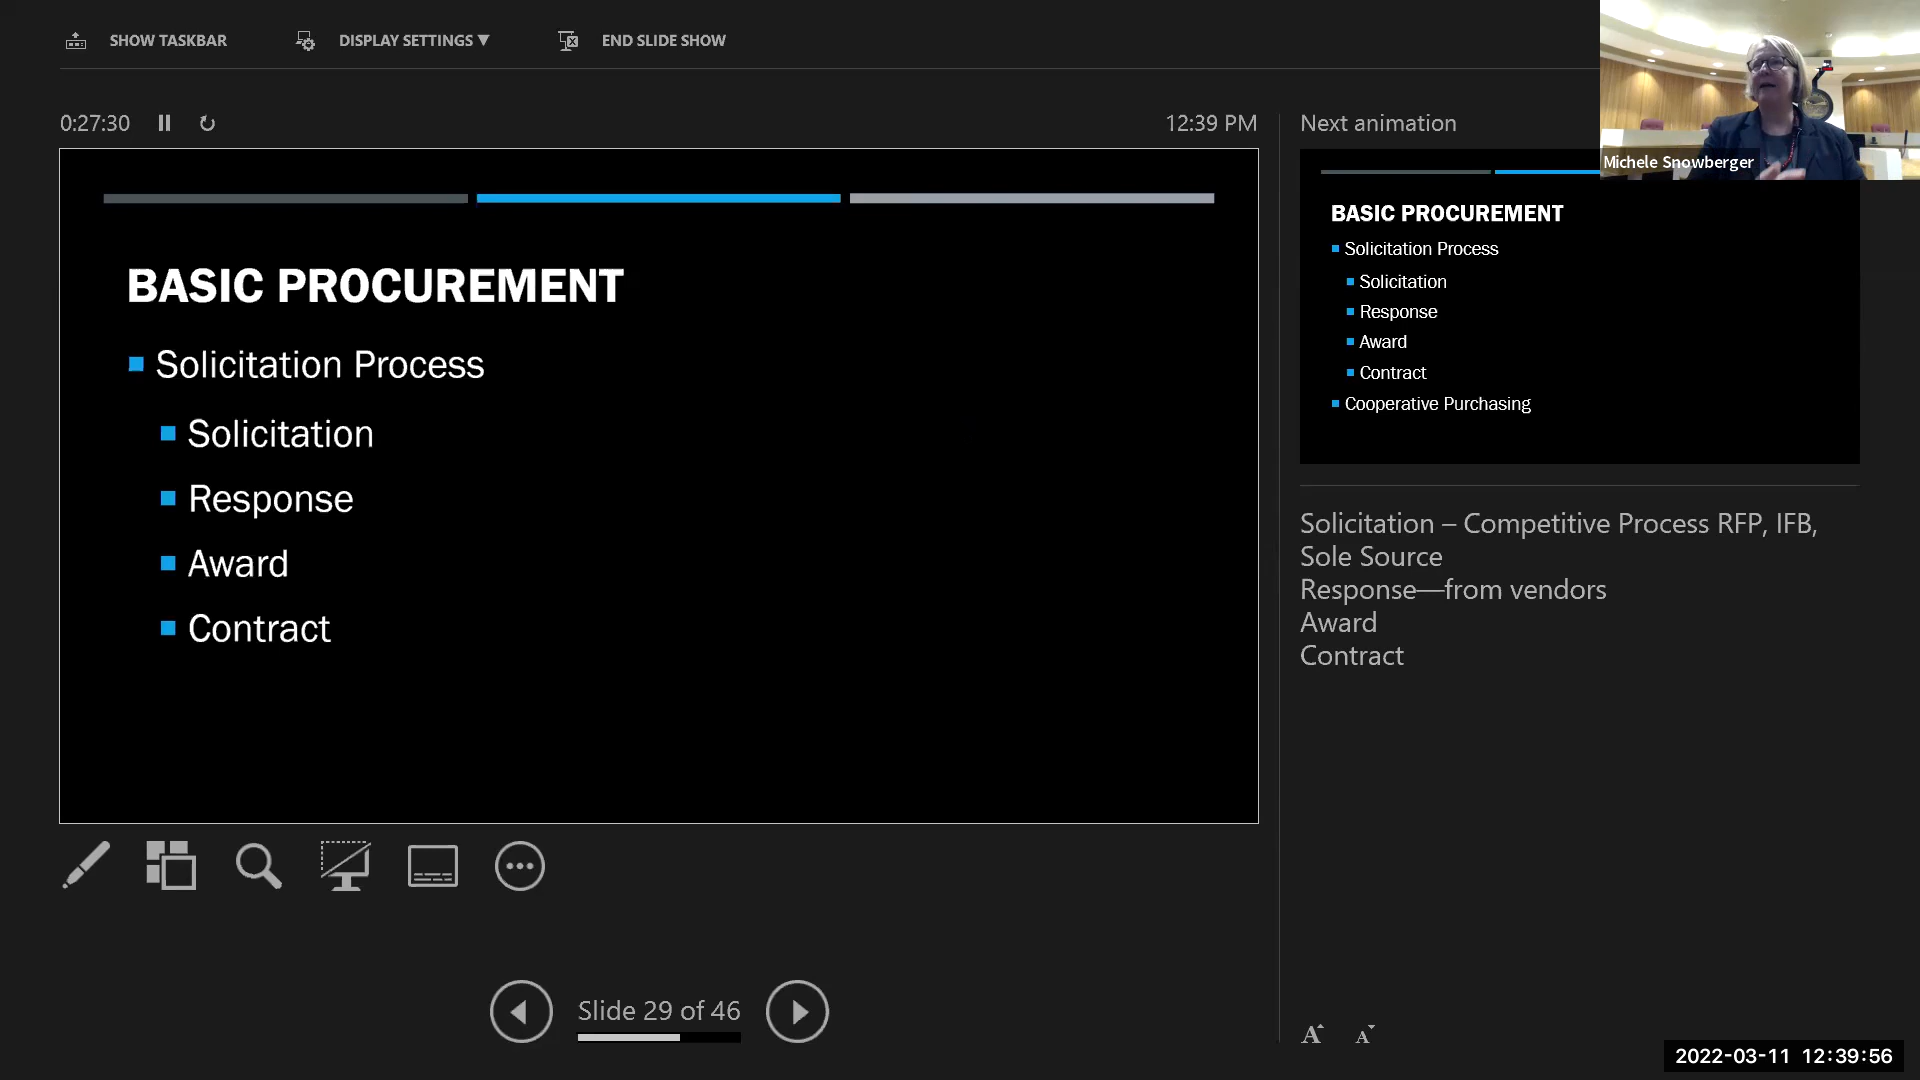 SHOW TASKBAR
DISPLAY SETTINGS ▼
END SLIDE SHOW
0:27:30
12:39 PM
Next animation
Michele Snowberger
BASIC PROCUREMENT
Solicitation Process
Solicitation
Response
Award
Contract
BASIC PROCUREMENT
Solicitation Process
Solicitation
Response
Award
Contract
Cooperative Purchasing
Solicitation – Competitive Process RFP, IFB,
Sole Source
Response—from vendors
Award
Contract
Slide 29 of 46
A A
2022-03-11 12:39:56